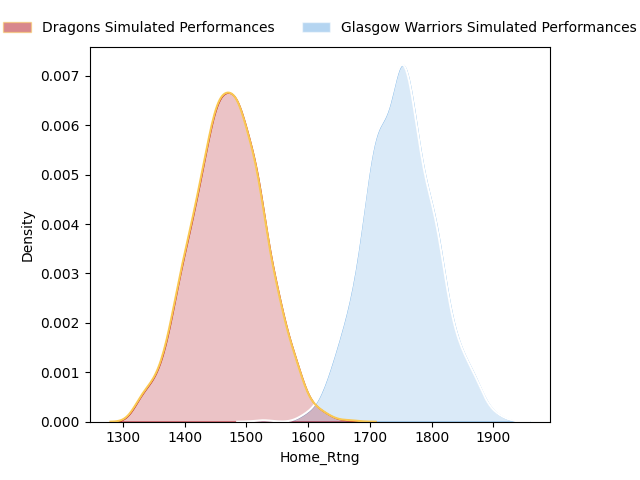 Dragons Simulated Performances Glasgow Warriors Simulated Performances
0.007
0.006
0.005
0.004
0.003
0.002
0.001
0.000
Density
1300 1400 1500 1600 1700 1800 1900
Home_Rtng